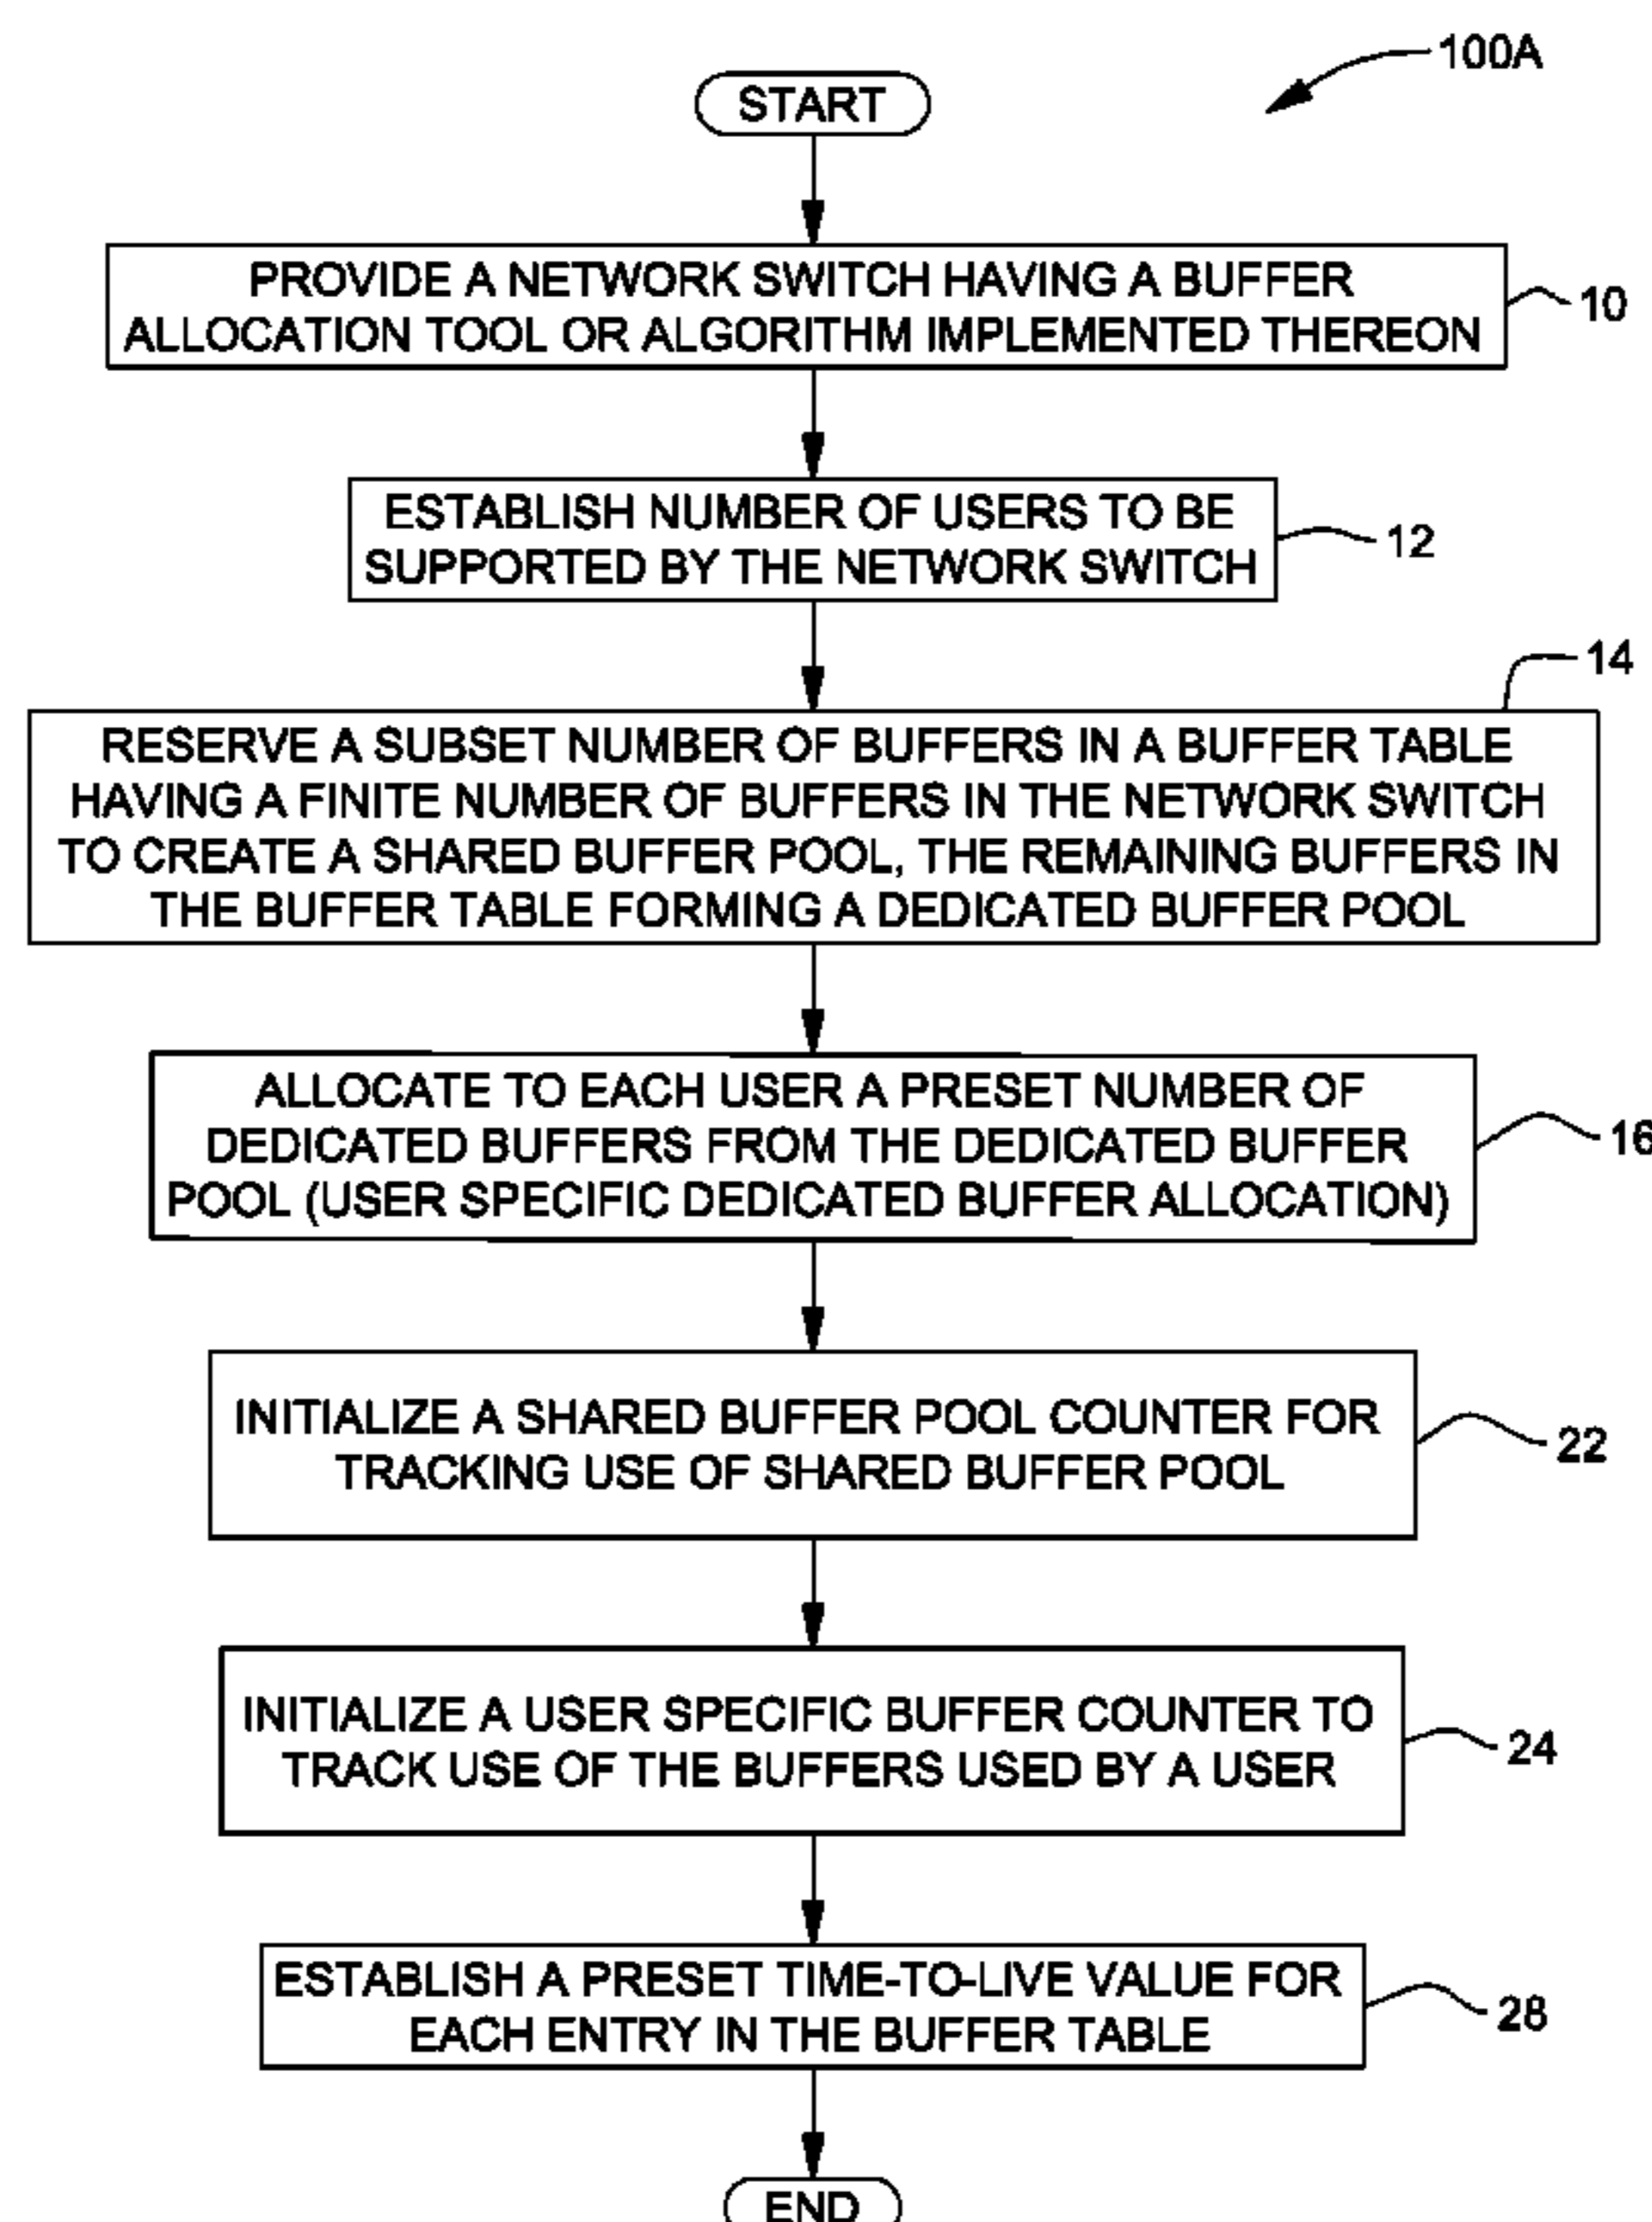 100A
START
PROVIDE A NETWORK SWITCH HAVING A BUFFER
ALLOCATION TOOL OR ALGORITHM IMPLEMENTED THEREON
10
ESTABLISH NUMBER OF USERS TO BE
SUPPORTED BY THE NETWORK SWITCH
12
14
RESERVE A SUBSET NUMBER OF BUFFERS IN A BUFFER TABLE
HAVING A FINITE NUMBER OF BUFFERS IN THE NETWORK SWITCH
TO CREATE A SHARED BUFFER POOL, THE REMAINING BUFFERS IN
THE BUFFER TABLE FORMING A DEDICATED BUFFER POOL
ALLOCATE TO EACH USER A PRESET NUMBER OF
DEDICATED BUFFERS FROM THE DEDICATED BUFFER
POOL (USER SPECIFIC DEDICATED BUFFER ALLOCATION)
16
INITIALIZE A SHARED BUFFER POOL COUNTER FOR
TRACKING USE OF SHARED BUFFER POOL
22
INITIALIZE A USER SPECIFIC BUFFER COUNTER TO
TRACK USE OF THE BUFFERS USED BY A USER
24
ESTABLISH A PRESET TIME-TO-LIVE VALUE FOR
EACH ENTRY IN THE BUFFER TABLE
28
END